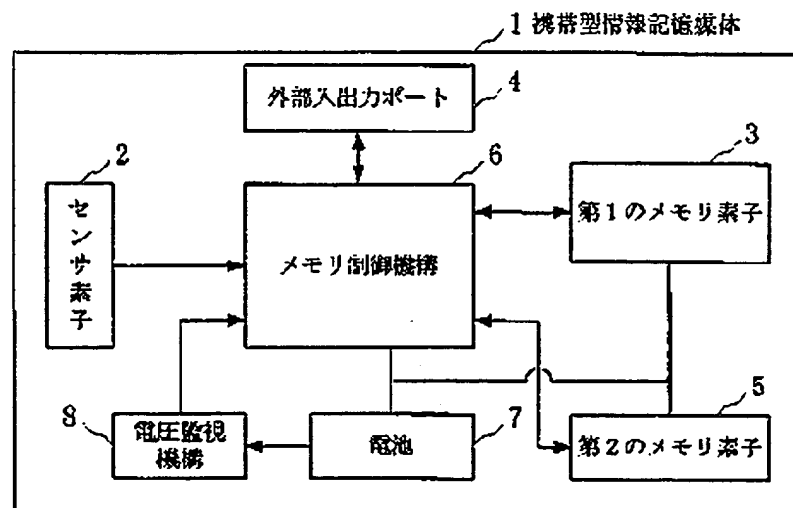 1 携帯型情報記憶媒体
外部入出力ポート
4
2
センサ素子
6
メモリ制御機構
3
第1のメモリ素子
8
電圧監視
機構
電池
7
5
第2のメモリ素子